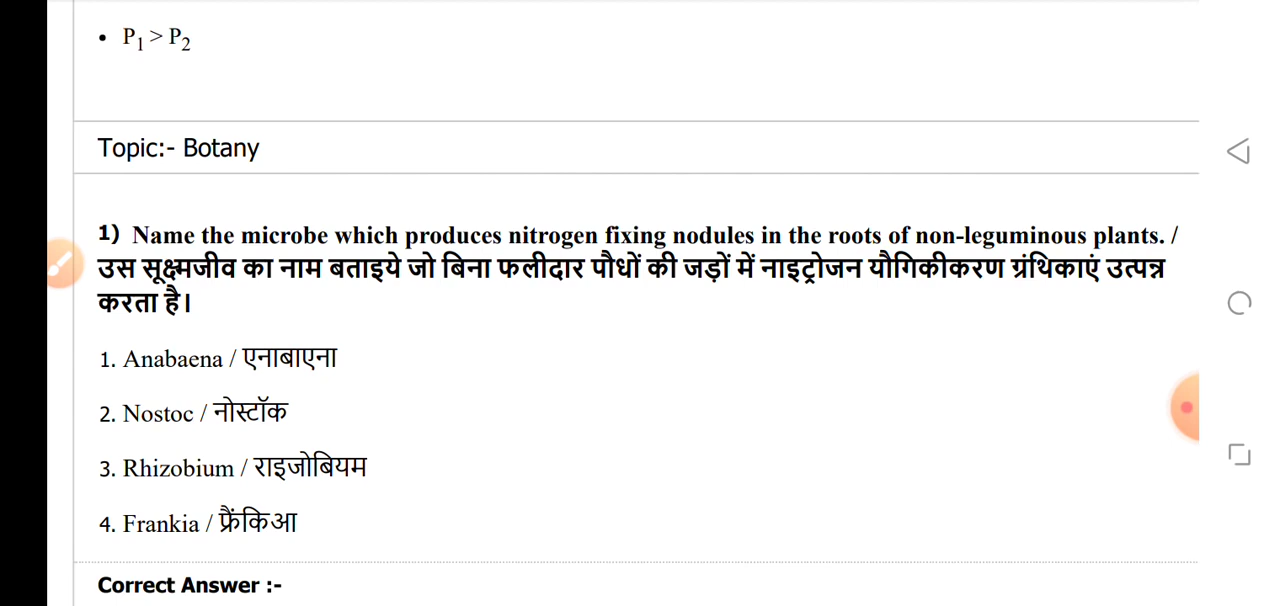 • P1 > P2
Topic:- Botany
1) Name the microbe which produces nitrogen fixing nodules in the roots of non-leguminous plants. /
उस सूक्ष्मजीव का नाम बताइये जो बिना फलीदार पौधों की जड़ों में नाइट्रोजन यौगिकीकरण ग्रंथिकाएं उत्पन्न
करता है।
1. Anabaena / एनाबाएना
2. Nostoc / नोस्टॉक
3. Rhizobium / राइजोबियम
4. Frankia / फ्रैंकिआ
Correct Answer :-